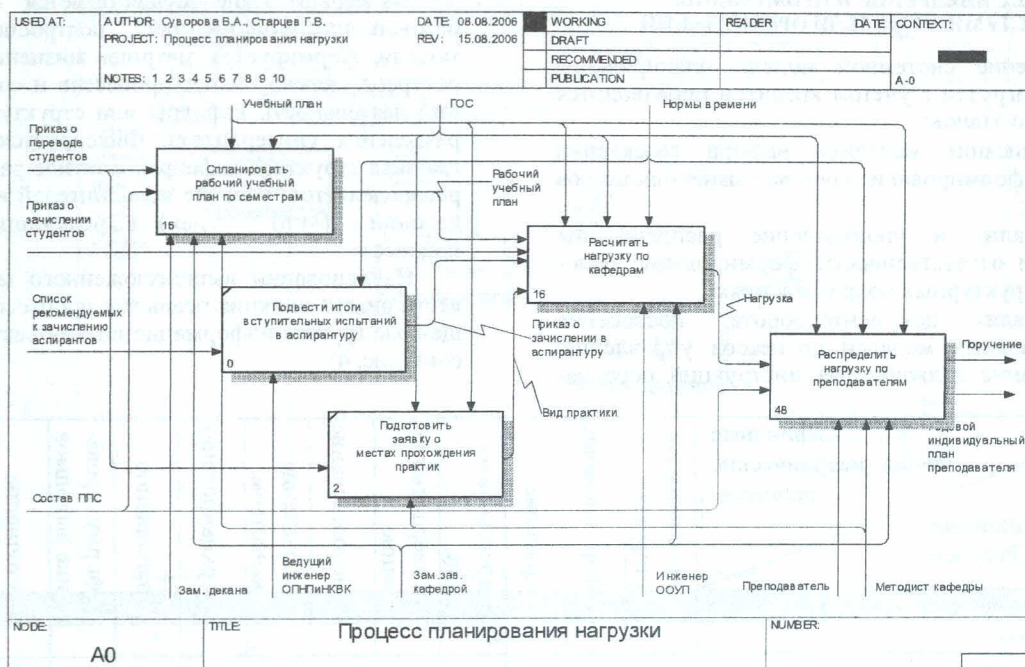 USED AT:
AUTHOR: Суворова В.А., Старцев Г.В.
DATE: 08.08.2006
WORKING
READER
DATE
CONTEXT:
PROJECT: Процесс планирования нагрузки
REV: 15.08.2006
DRAFT
RECOMMENDED
NOTES: 1 2 3 4 5 6 7 8 9 10
PUBLICATION
A-0
Учебный план
ГОС
Нормы времени
Приказ о
переводе
студентов
Спланировать
рабочий учебный
план по семестрам
15
Рабочий
учебный
план
Приказ о
зачислении
студентов
Расчитать
нагрузку по
кафедрам
16
Список
рекомендуемых
к зачислению
аспирантов
Подвести итоги
вступительных испытаний
в аспирантуру
0
Нагрузка
Приказ о
зачислении в
аспирантуру
Распределить
нагрузку по
преподавателям
48
Поручение
Вид практики
Подготовить
заявку о
местах прохождения
практик
2
индивидуальный
план
преподавателя
Состав ППС
Зам. декана
Ведущий
инженер
ОПНПиНКВК
Зам.зав.
кафедрой
Инженер
ООУП
Преподаватель
Методист кафедры
NODE:
TITLE:
NUMBER:
A0
Процесс планирования нагрузки